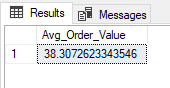 Results Messages
Avg_Order_Value
1 38.3072623343546